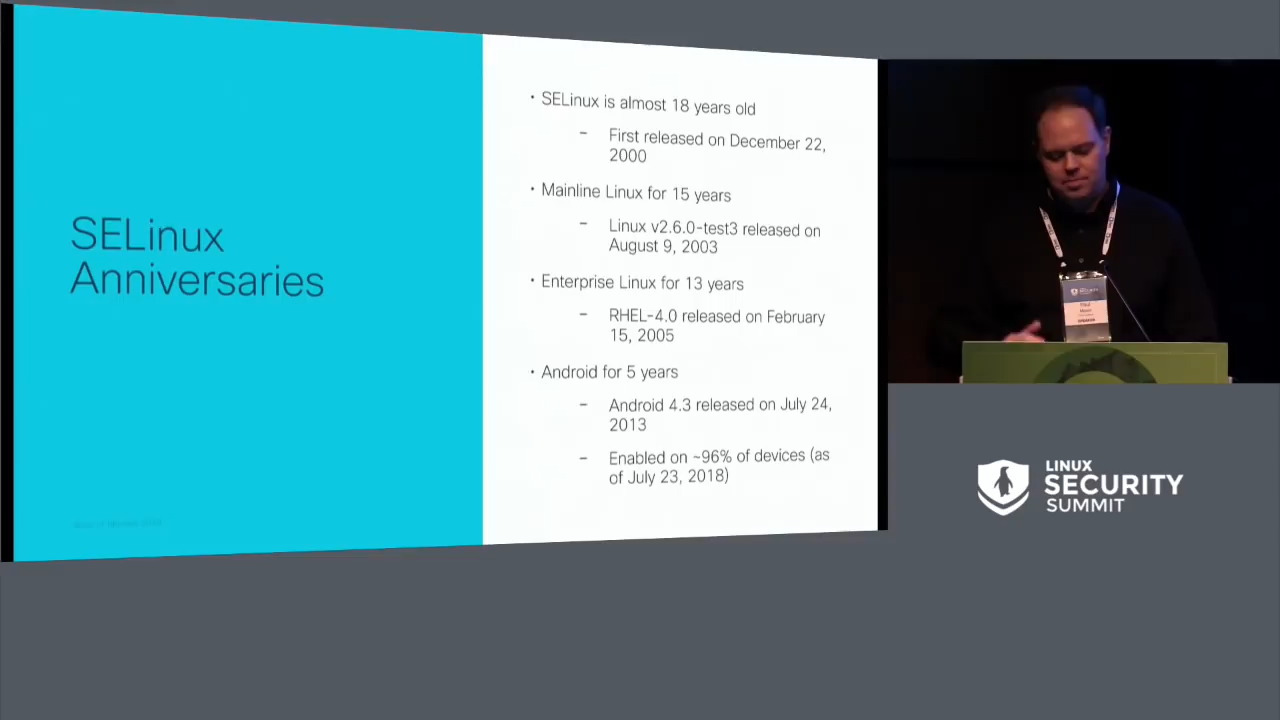 SELinux
Anniversaries
• SELinux is almost 18 years old
– First released on December 22,
2000
• Mainline Linux for 15 years
– Linux v2.6.0-test3 released on
August 9, 2003
• Enterprise Linux for 13 years
– RHEL-4.0 released on February
15, 2005
• Android for 5 years
– Android 4.3 released on July 24,
2013
– Enabled on ~96% of devices (as
of July 23, 2018)
LINUX
SECURITY
SUMMIT